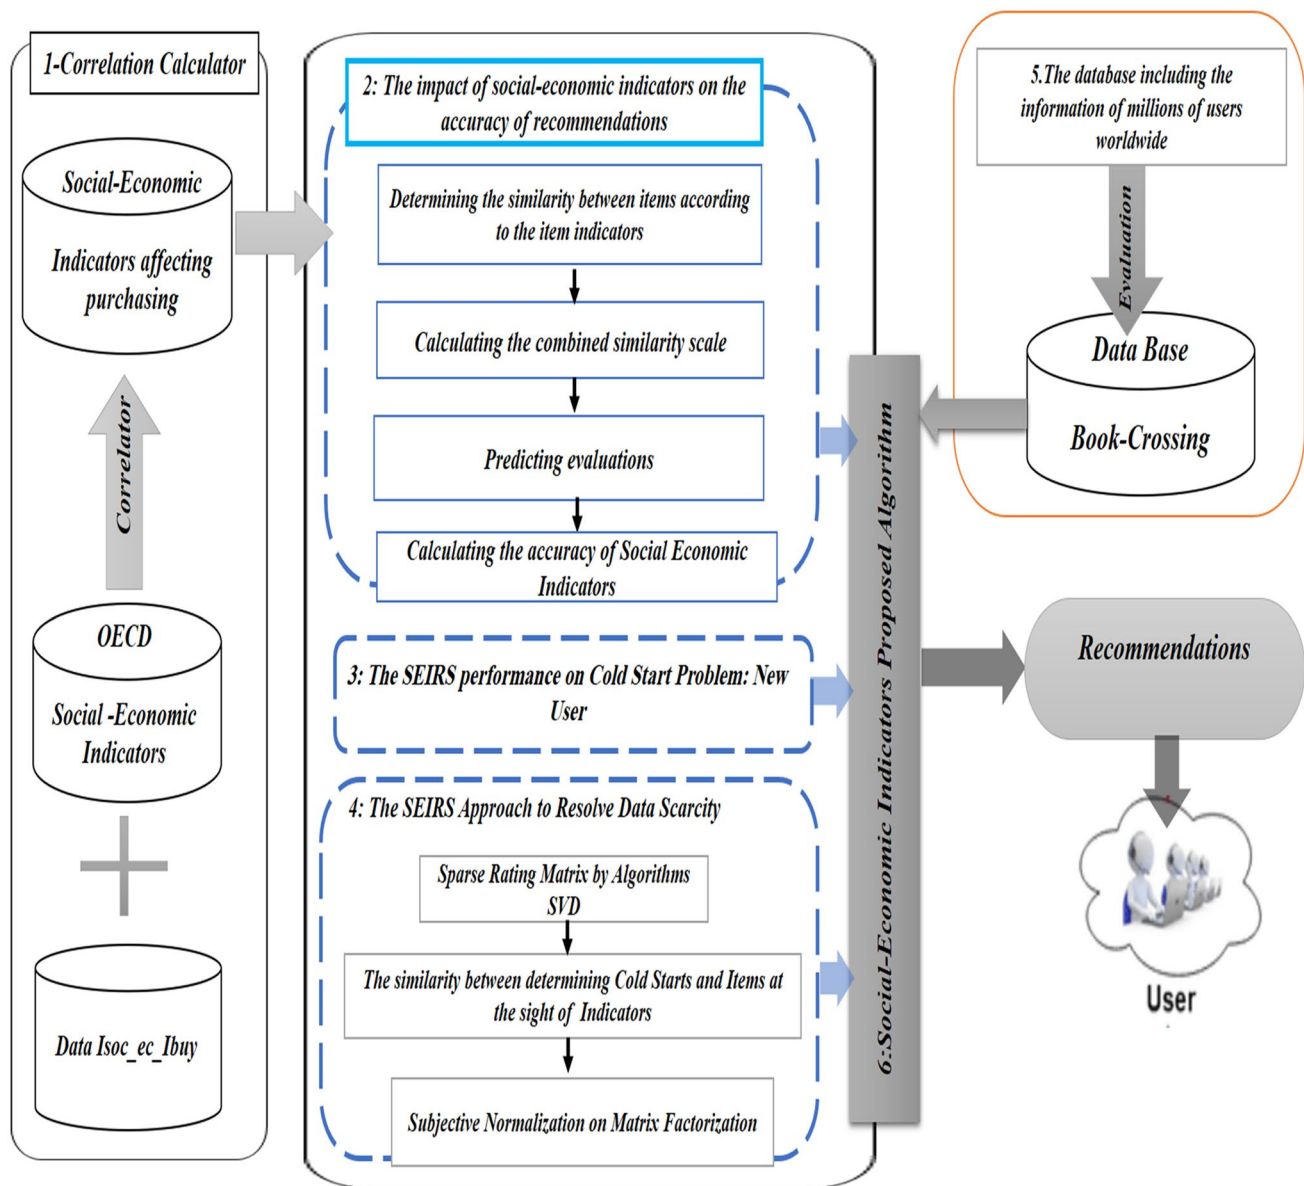 1-Correlation Calculator
Social-Economic
Indicators affecting
purchasing
Correlator
OECD
Social -Economic
Indicators
Data Isoc_ec_Ibuy
2: The impact of social-economic indicators on the
accuracy of recommendations
Determining the similarity between items according
to the item indicators
Calculating the combined similarity scale
Predicting evaluations
Calculating the accuracy of Social Economic
Indicators
3: The SEIRS performance on Cold Start Problem: New
User
4: The SEIRS Approach to Resolve Data Scarcity
Sparse Rating Matrix by Algorithms
SVD
The similarity between determining Cold Starts and Items at
the sight of Indicators
Subjective Normalization on Matrix Factorization
6:Social-Economic Indicators Proposed Algorithm
5.The database including the
information of millions of users
worldwide
Evaluation
Data Base
Book-Crossing
Recommendations
User